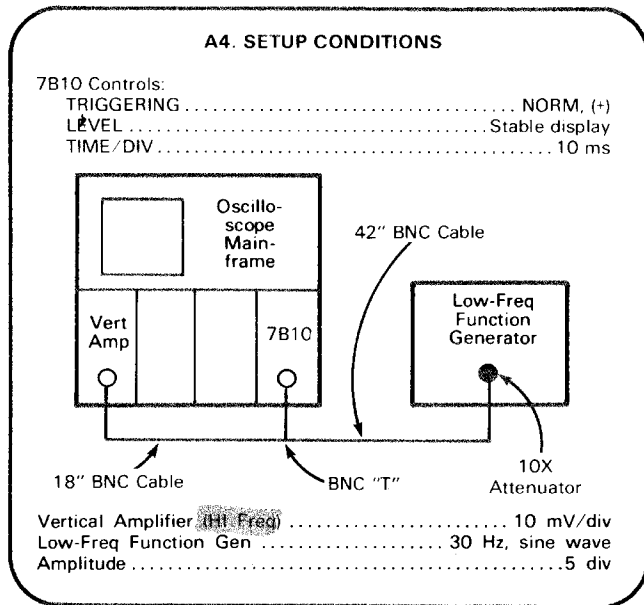 A4. SETUP CONDITIONS
7B10 Controls:
TRIGGERING ........................................ NORM, (+)
LEVEL ........................................ Stable display
TIME/DIV ........................................ 10 ms
Oscillo-
scope
Main-
frame
42" BNC Cable
Vert
Amp
7B10
Low-Freq
Function
Generator
18" BNC Cable
BNC "T"
10X
Attenuator
Vertical Amplifier (HI Freq) ........................ 10 mV/div
Low-Freq Function Gen ................ 30 Hz, sine wave
Amplitude ........................................ 5 div